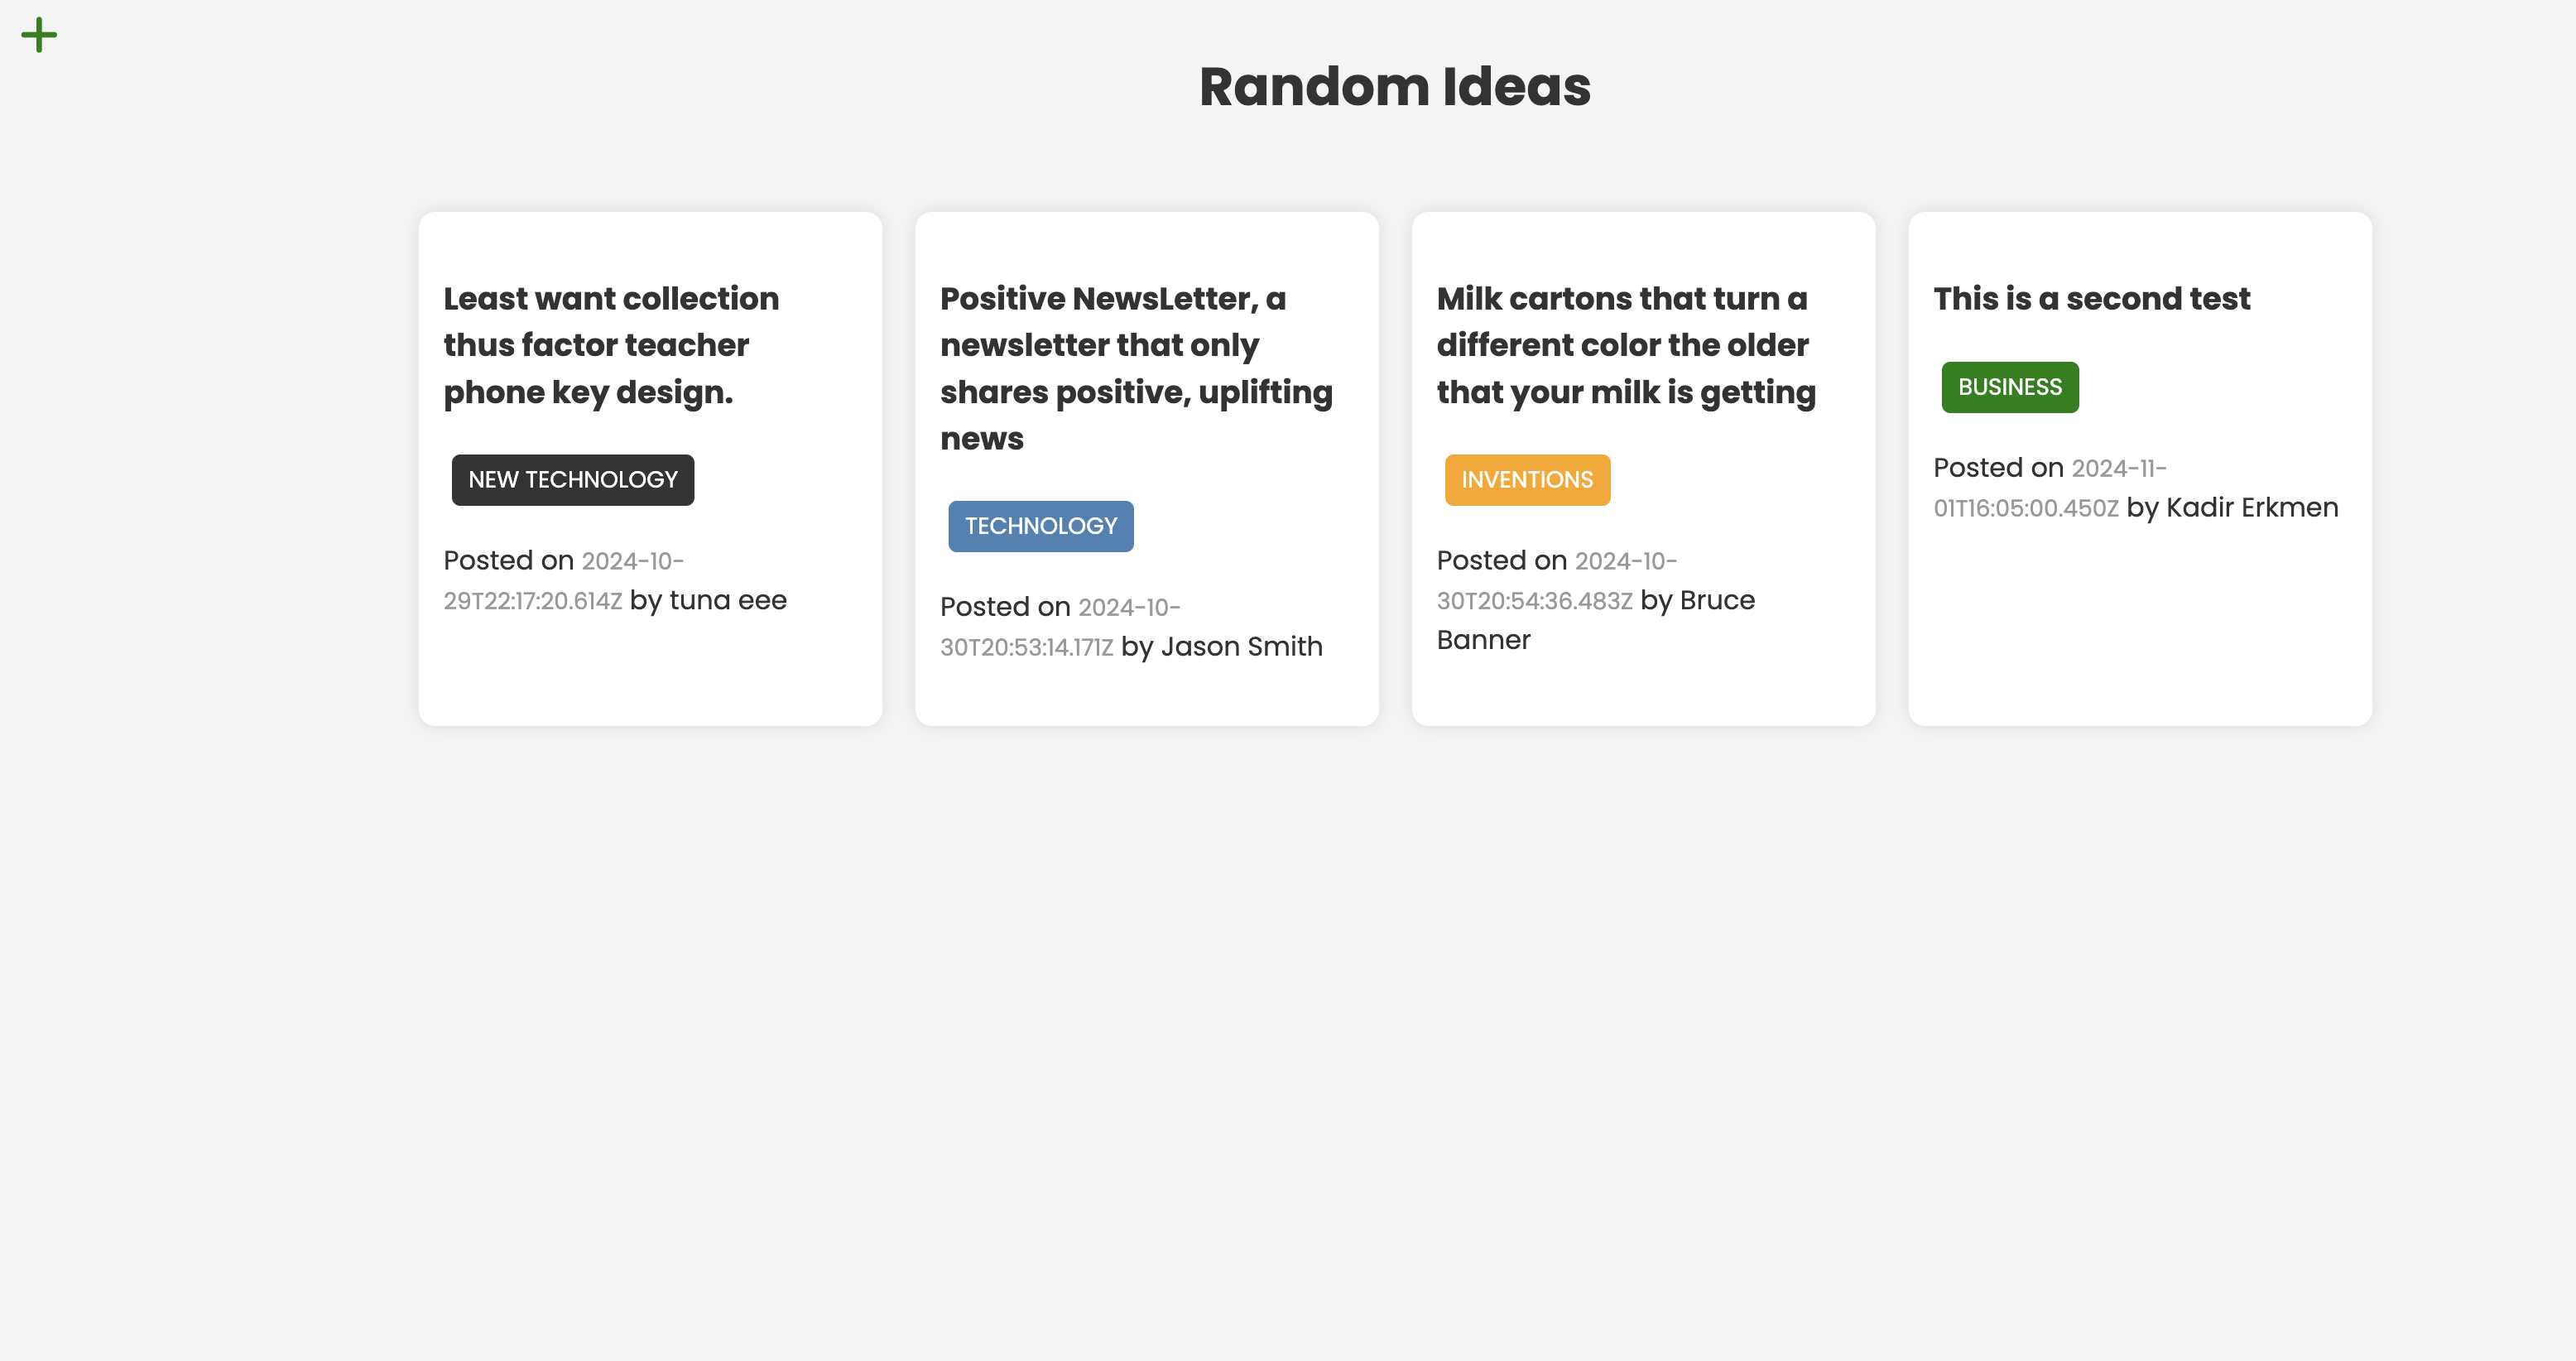 Random Ideas
Least want collection
thus factor teacher
phone key design.
NEW TECHNOLOGY
Posted on 2024-10-
29T22:17:20.614Z by tuna eee
Positive NewsLetter, a
newsletter that only
shares positive, uplifting
news
TECHNOLOGY
Posted on 2024-10-
30T20:53:14.171Z by Jason Smith
Milk cartons that turn a
different color the older
that your milk is getting
INVENTIONS
Posted on 2024-10-
30T20:54:36.483Z by Bruce
Banner
This is a second test
BUSINESS
Posted on 2024-11-
01T16:05:00.450Z by Kadir Erkmen